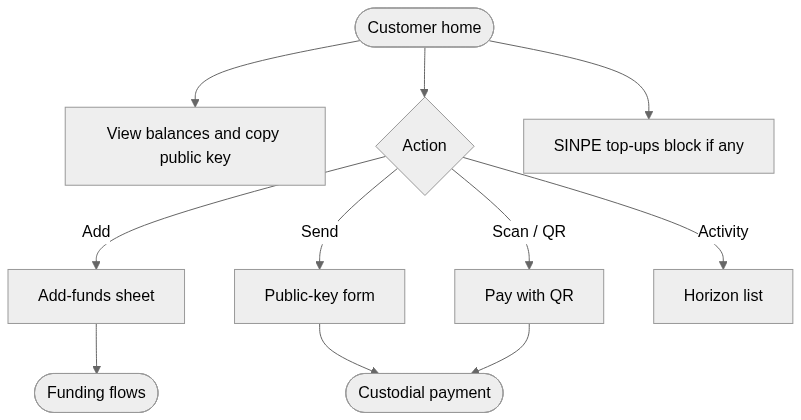 Customer home
View balances and copy
public key
Action
SINPE top-ups block if any
Add
Send
Scan / QR
Activity
Add-funds sheet
Public-key form
Pay with QR
Horizon list
Funding flows
Custodial payment